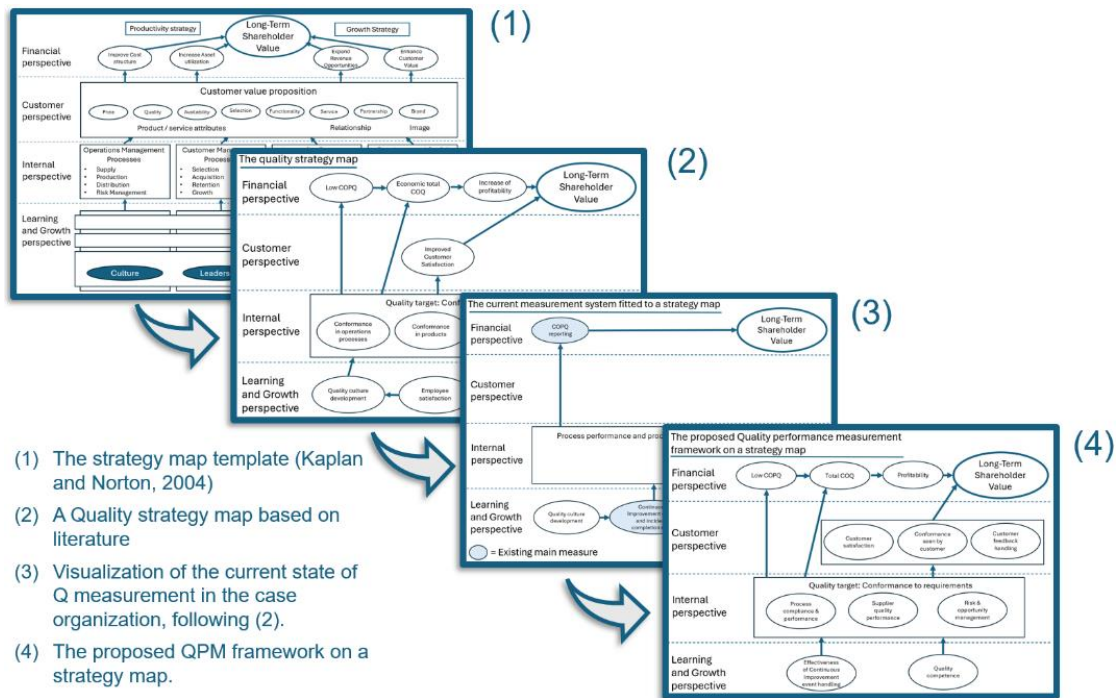 (1)
Productivity strategy
Long-Term
Shareholder
Value
Growth Strategy
Financial
perspective
Improve Cost
structure
Increase Asset
utilization
Expand
Revenue
Opportunities
Enhance
Customer
Value
Customer
perspective
Customer value proposition
Price
Quality
Availability
Selection
Functionality
Service
Partnership
Brand
Product / service attributes
Relationship
Image
Internal
perspective
Operations Management
Processes
• Supply
• Production
• Distribution
• Risk Management
• Selection
• Acquisition
• Retention
• Growth
Learning
and Growth
perspective
Culture
(2)
The quality strategy map
Financial
perspective
Low COPQ
Economic total
COQ
Increase of
profitability
Long-Term
Shareholder
Value
Customer
perspective
Improved
Customer
Satisfaction
Internal
perspective
Quality target:
Conformance
in operations
processes
Conformance
in products
Learning
and Growth
perspective
Quality culture
development
Employee
satisfaction
(3)
The current measurement system fitted to a strategy map
Financial
perspective
COPQ
reporting
Long-Term
Shareholder
Value
Customer
perspective
Internal
perspective
Process performance and
Learning
and Growth
perspective
Quality culture
development
= Existing main measure
(4)
The proposed Quality performance measurement
framework on a strategy map
Financial
perspective
Low COPQ
Total COQ
Profitability
Long-Term
Shareholder
Value
Customer
perspective
Customer
satisfaction
Conformance
seen by
customer
Customer
feedback
handling
Internal
perspective
Quality target: Conformance to requirements
Process
compliance &
performance
Supplier
quality
performance
Risk &
opportunity
management
Learning
and Growth
perspective
Effectiveness
of Continuous
Improvement
event handling
Quality
competence
(1) The strategy map template (Kaplan
and Norton, 2004)
(2) A Quality strategy map based on
literature
(3) Visualization of the current state of
Q measurement in the case
organization, following (2).
(4) The proposed QPM framework on a
strategy map.